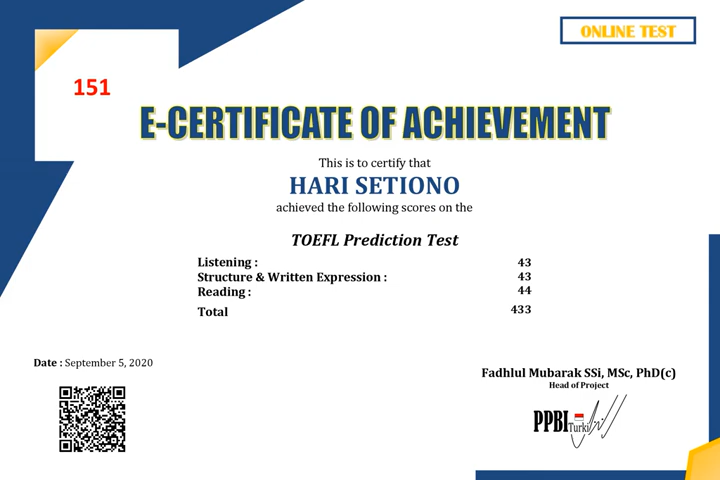 ONLINE TEST
151
E-CERTIFICATE OF ACHIEVEMENT
This is to certify that
HARI SETIONO
achieved the following scores on the
TOEFL Prediction Test
Listening : 43
Structure & Written Expression : 43
Reading : 44
Total 433
Date : September 5, 2020
Fadhlul Mubarak SSi, MSc, PhD(c)
Head of Project
PPBI Turki